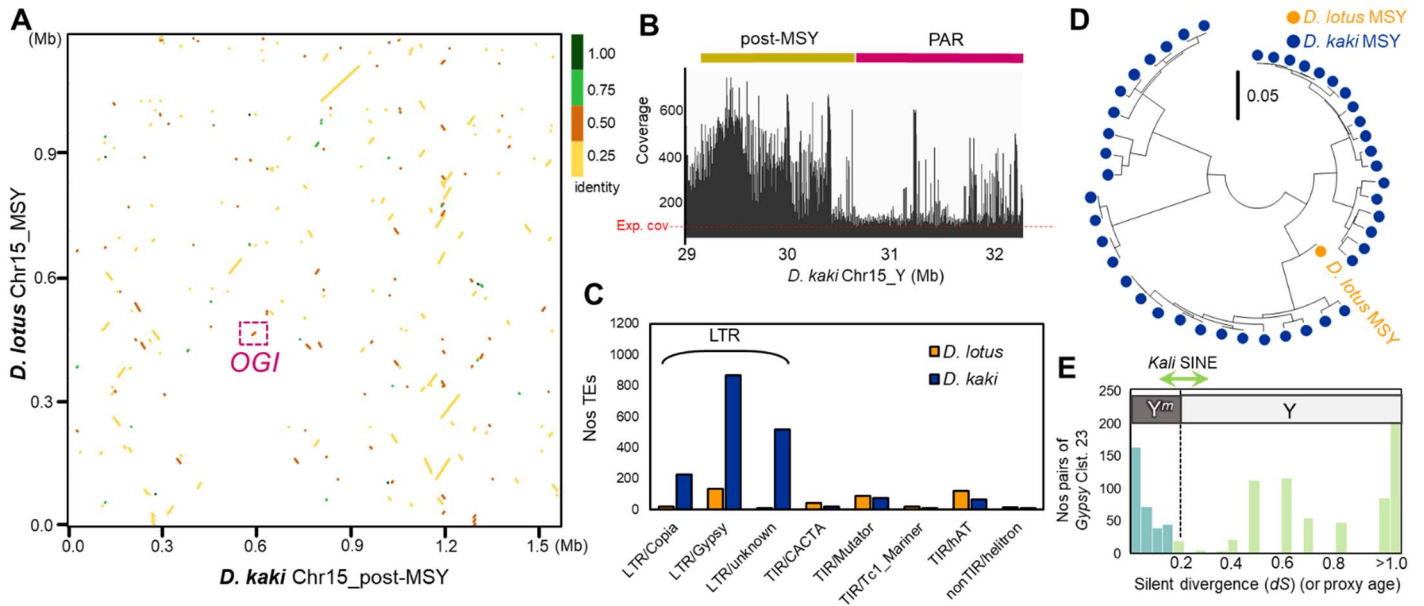 A
(Mb)
D. lotus Chr15_MSY
0.9
0.6
0.3
0.0
0.0 0.3 0.6 0.9 1.2 1.5 (Mb)
D. kaki Chr15_post-MSY
OGI
1.00
0.75
0.50
0.25
identity
B
post-MSY PAR
Coverage
600
400
200
Exp. cov
29 30 31 32
D. kaki Chr15_Y (Mb)
C
Nos TEs
1200
1000
800
600
400
200
0
LTR
D. lotus
D. kaki
LTR/Copia
LTR/Gypsy
LTR/unknown
TIR/CACTA
TIR/Mutator
TIR/Tc1_Mariner
TIR/hAT
nonTIR/helitron
D
D. lotus MSY
D. kaki MSY
0.05
D. lotus MSY
E
Kali SINE
Yᵐ Y
Nos pairs of
Gypsy Clst. 23
250
200
150
100
50
0
0.2 0.4 0.6 0.8 >1.0
Silent divergence (dS) (or proxy age)